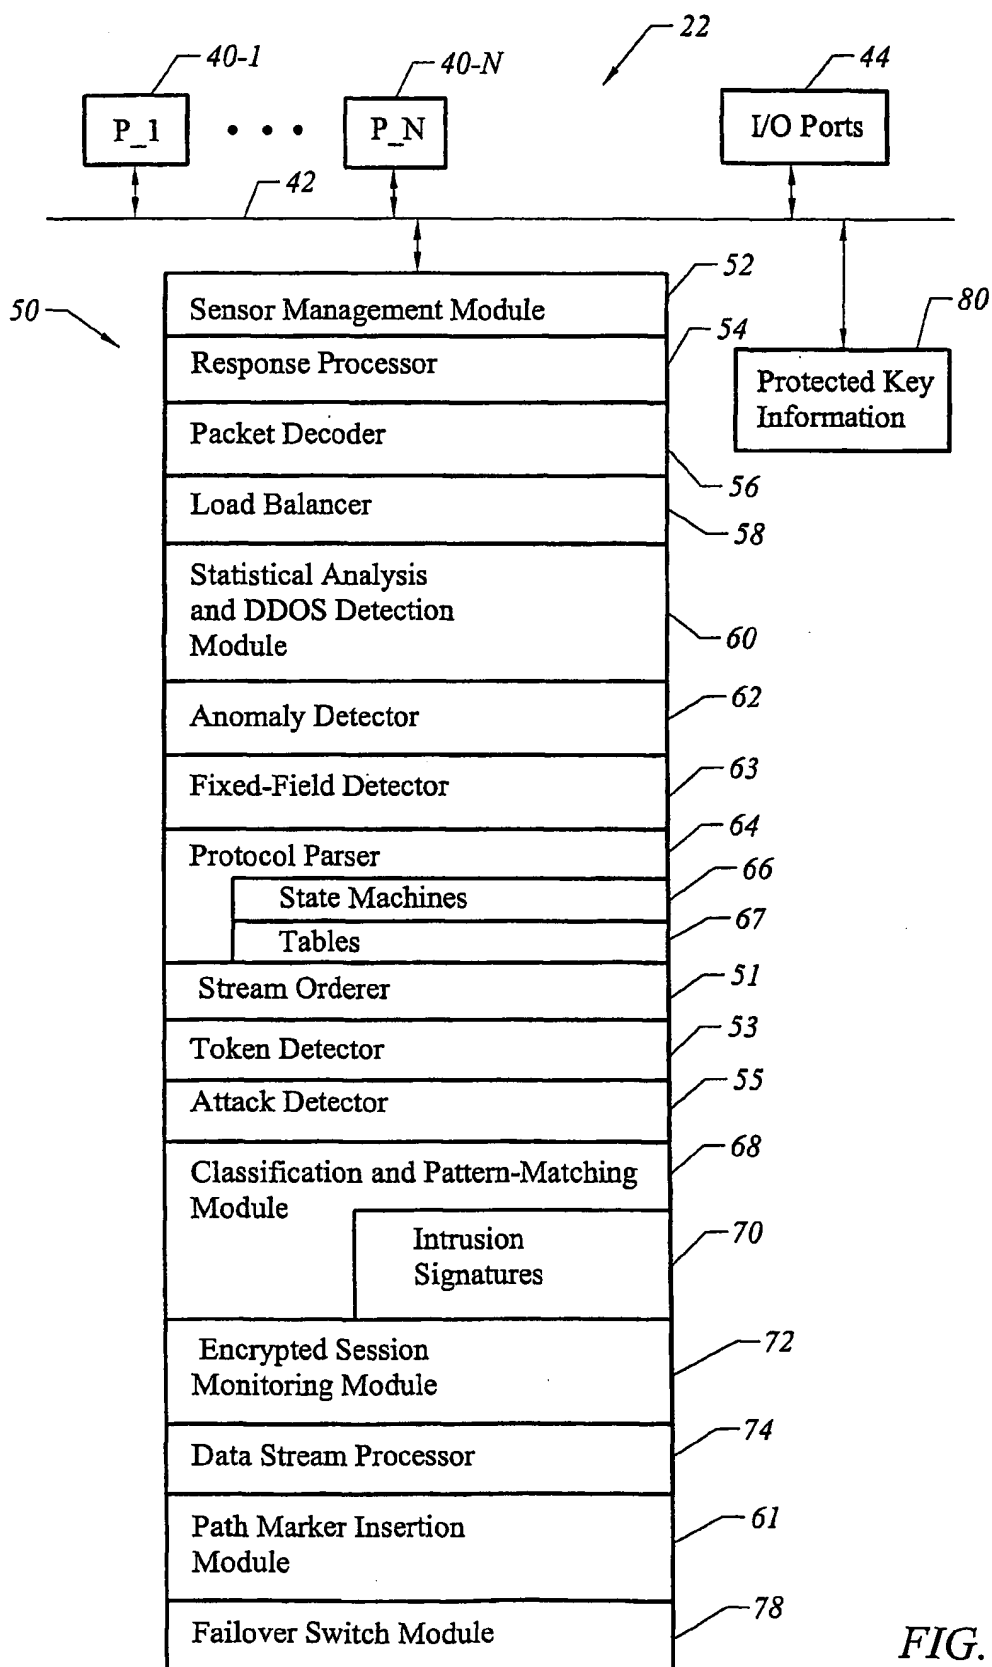 22
40-1
40-N
44
P_1
• • •
P_N
I/O Ports
42
52
50
Sensor Management Module
54
80
Response Processor
Protected Key
Information
Packet Decoder
56
Load Balancer
58
Statistical Analysis
and DDOS Detection
Module
60
Anomaly Detector
62
Fixed-Field Detector
63
64
Protocol Parser
66
State Machines
67
Tables
51
Stream Orderer
53
Token Detector
55
Attack Detector
68
Classification and Pattern-Matching
Module
70
Intrusion
Signatures
72
Encrypted Session
Monitoring Module
74
Data Stream Processor
61
Path Marker Insertion
Module
78
Failover Switch Module
FIG.